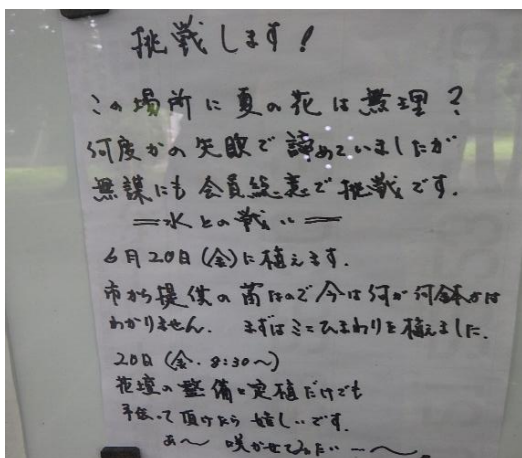 挑戦します！
この場所に夏の花は無理？
何度かの失敗で諦めていましたが
無謀にも会員総意で挑戦です．
＝水との戦い＝
6月20日(金)に植えます．
市から提供の苗なので今は何が何鉢かは
わかりません． まずはミニひまわりを植えました．
20日(金・8:30〜)
花壇の整備と定植だけでも
手伝って頂けたら嬉しいです．
あ〜 咲かせてみたい ー〜。